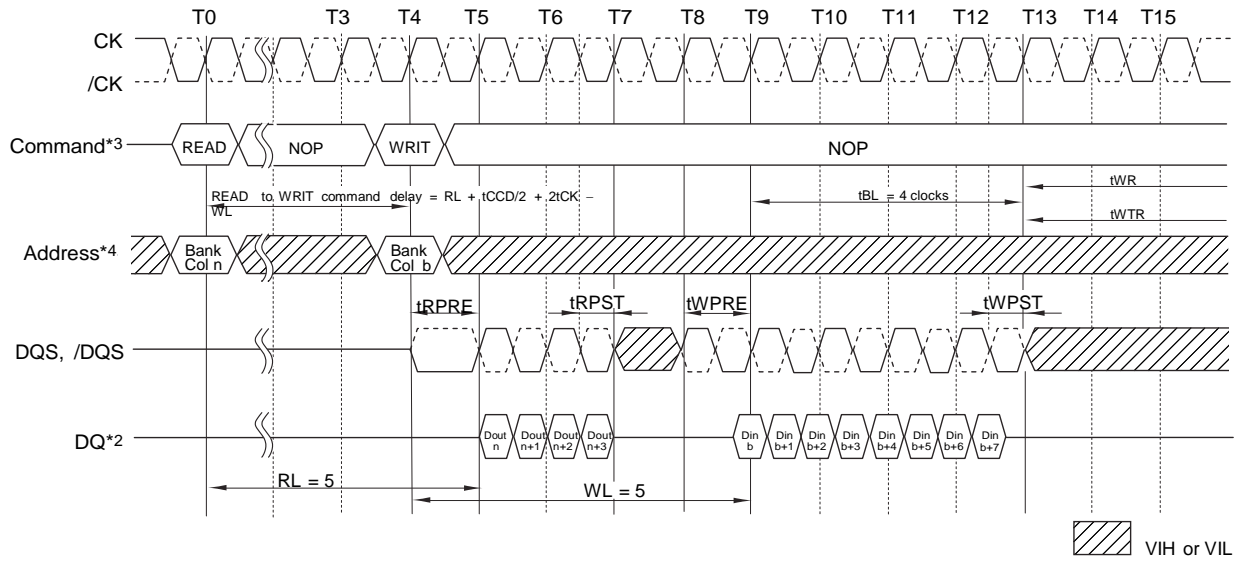 T0 T3 T4 T5 T6 T7 T8 T9 T10 T11 T12 T13 T14 T15
CK
/CK
Command*3 READ NOP WRIT NOP
READ to WRIT command delay = RL + tCCD/2 + 2tCK −
WL
tBL = 4 clocks
tWR
tWTR
Address*4
Bank
Col n
Bank
Col b
tRPRE tRPST tWPRE tWPST
DQS, /DQS
DQ*2
Dout
n
Dout
n+1
Dout
n+2
Dout
n+3
Din
b
Din
b+1
Din
b+2
Din
b+3
Din
b+4
Din
b+5
Din
b+6
Din
b+7
RL = 5
WL = 5
VIH or VIL